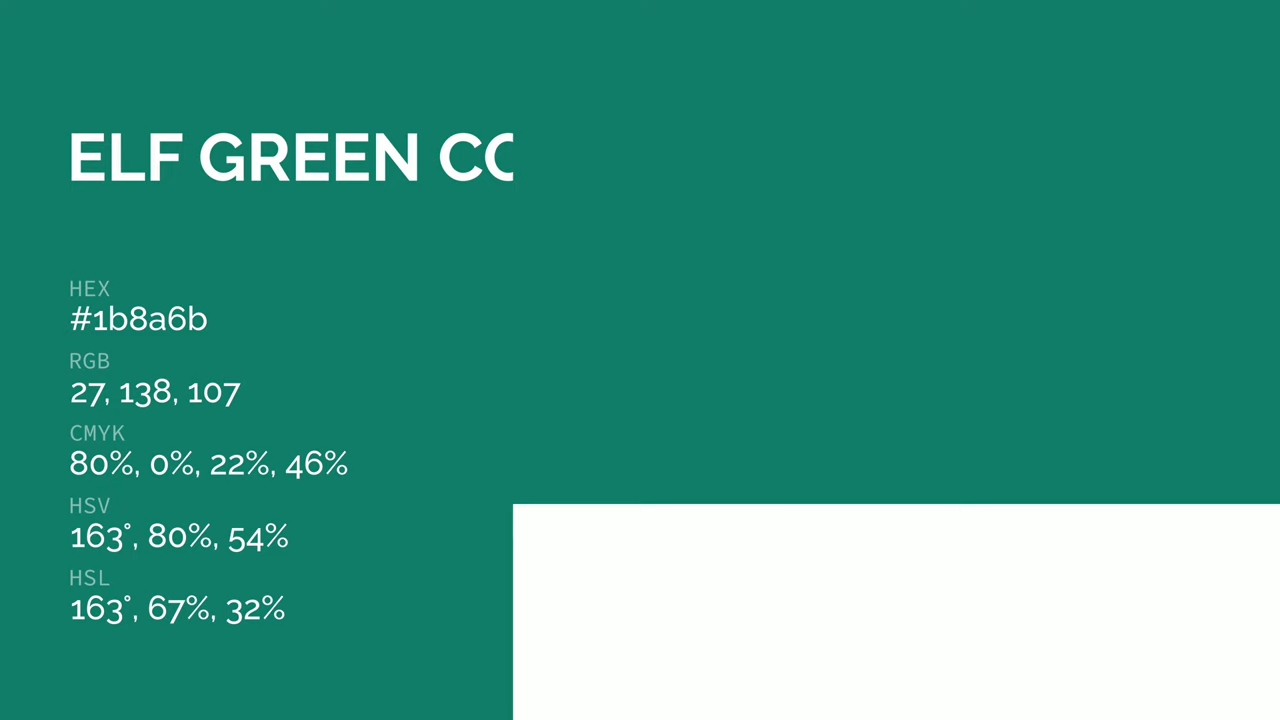 ELF GREEN CO
HEX
#1b8a6b
RGB
27, 138, 107
CMYK
80%, 0%, 22%, 46%
HSV
163°, 80%, 54%
HSL
163°, 67%, 32%